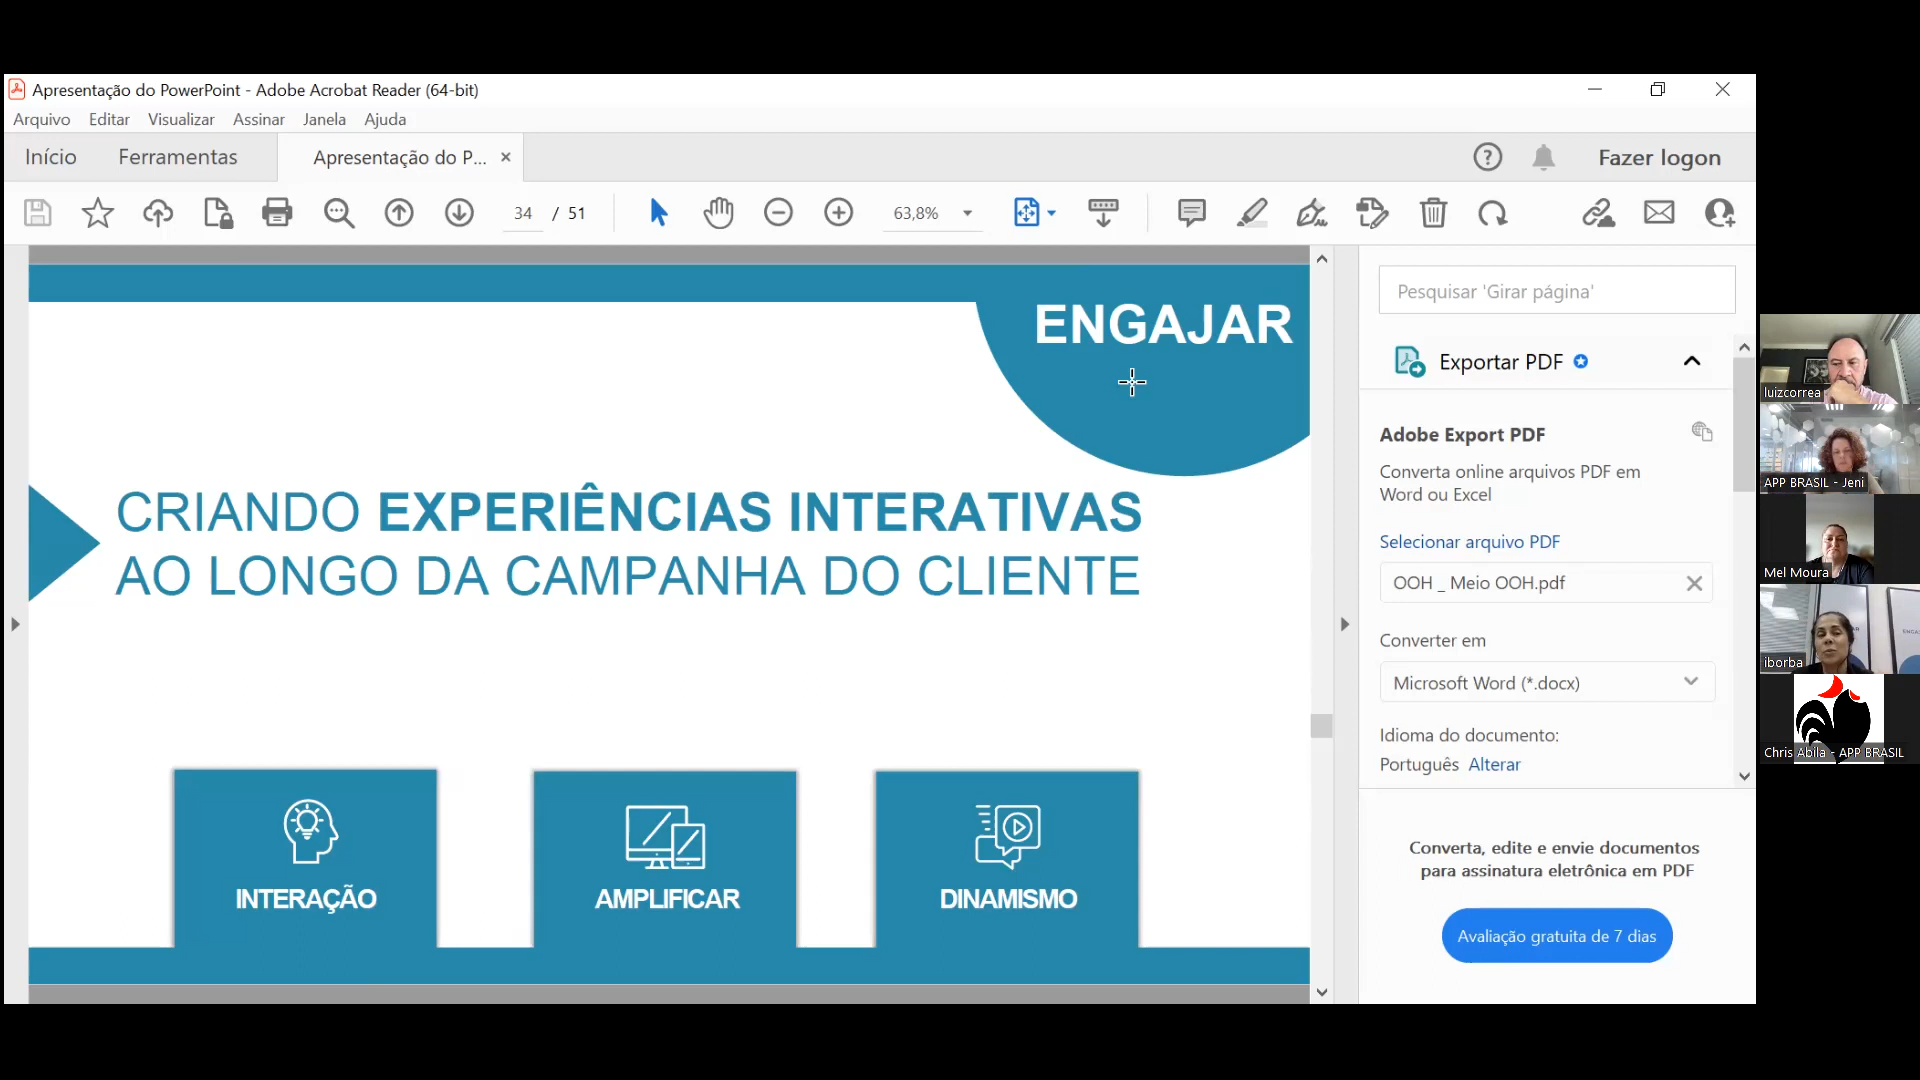 Apresentação do PowerPoint - Adobe Acrobat Reader (64-bit)
Arquivo Editar Visualizar Assinar Janela Ajuda
Início Ferramentas Apresentação do P... × Fazer logon
34 / 51 63,8%
ENGAJAR
CRIANDO EXPERIÊNCIAS INTERATIVAS
AO LONGO DA CAMPANHA DO CLIENTE
INTERAÇÃO
AMPLIFICAR
DINAMISMO
Pesquisar 'Girar página'
Exportar PDF
Adobe Export PDF
Converta online arquivos PDF em
Word ou Excel
Selecionar arquivo PDF
OOH _ Meio OOH.pdf
Converter em
Microsoft Word (*.docx)
Idioma do documento:
Português Alterar
Converta, edite e envie documentos
para assinatura eletrônica em PDF
Avaliação gratuita de 7 dias
luizcorrea
APP BRASIL - Jeni
Mel Moura
iborba
Chris Abila - APP BRASIL